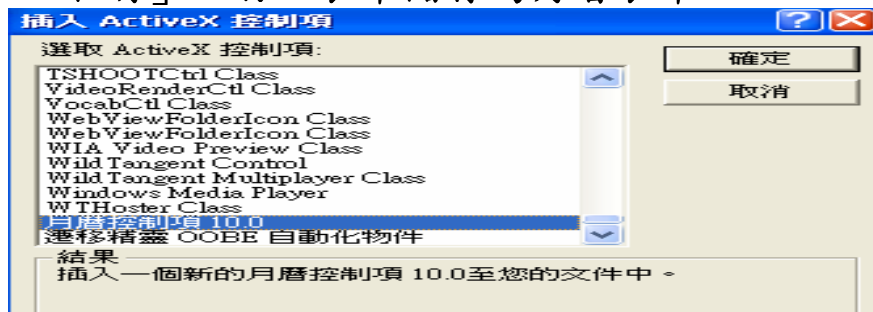 插入 ActiveX 控制項
選取 ActiveX 控制項:
確定
取消
TSHOOTCtrl Class
VideoRenderCtl Class
VocabCtl Class
WebViewFolderIcon Class
WebViewFolderIcon Class
WIA Video Preview Class
WildTangent Control
WildTangent Multiplayer Class
Windows Media Player
WTHoster Class
月曆控制項 10.0
遷移精靈 OOBE 自動化物件
結果
插入一個新的月曆控制項 10.0至您的文件中。